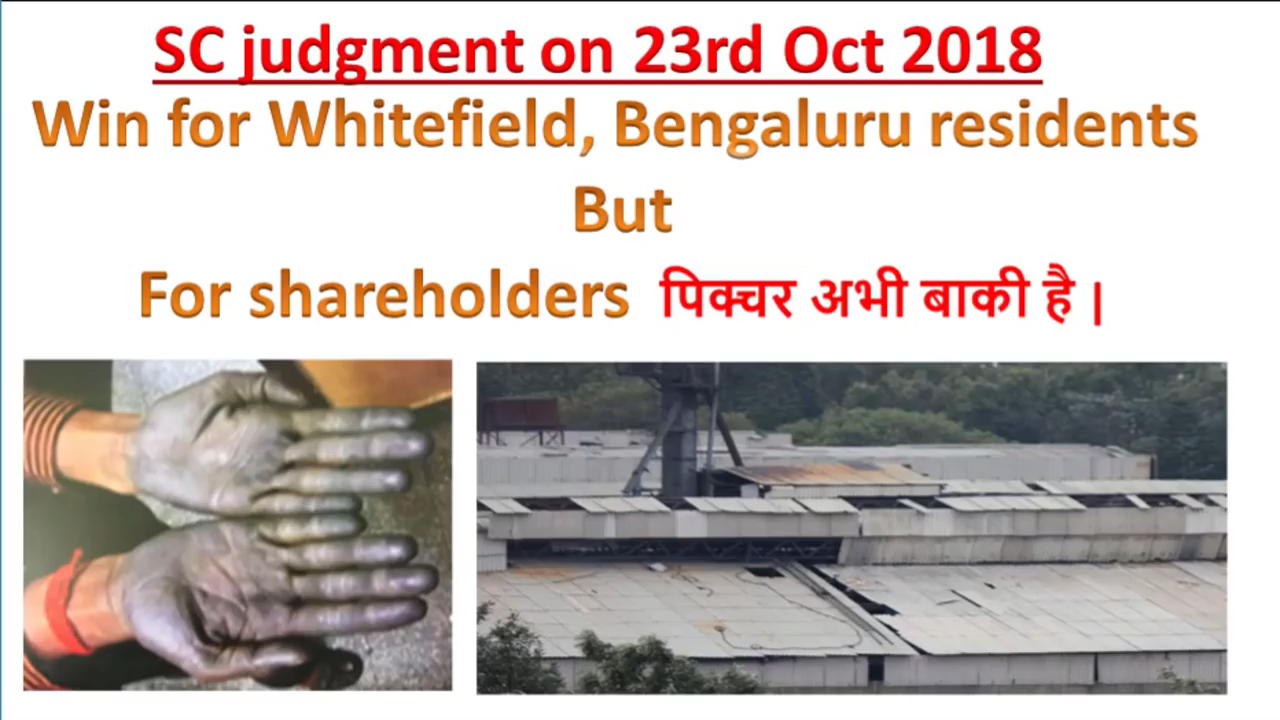 SC judgment on 23rd Oct 2018
Win for Whitefield, Bengaluru residents
But
For shareholders पिक्चर अभी बाकी है |